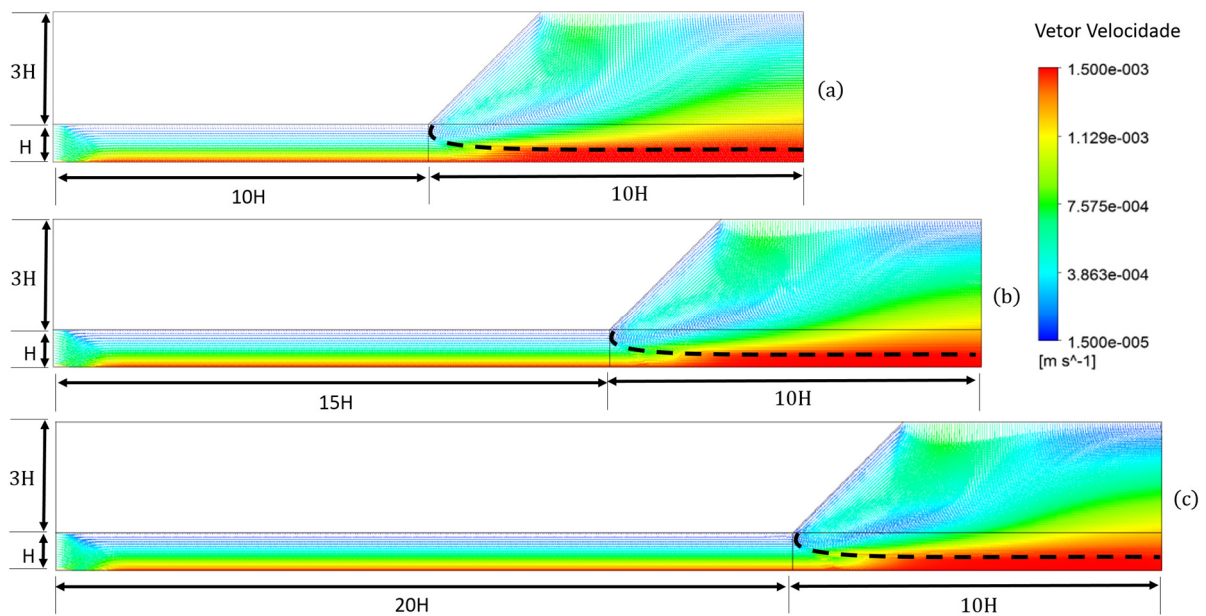 3H
H
10H
10H
(a)
3H
H
15H
10H
(b)
3H
H
20H
10H
(c)
Vetor Velocidade
1.500e-003
1.129e-003
7.575e-004
3.863e-004
1.500e-005
[m s^-1]